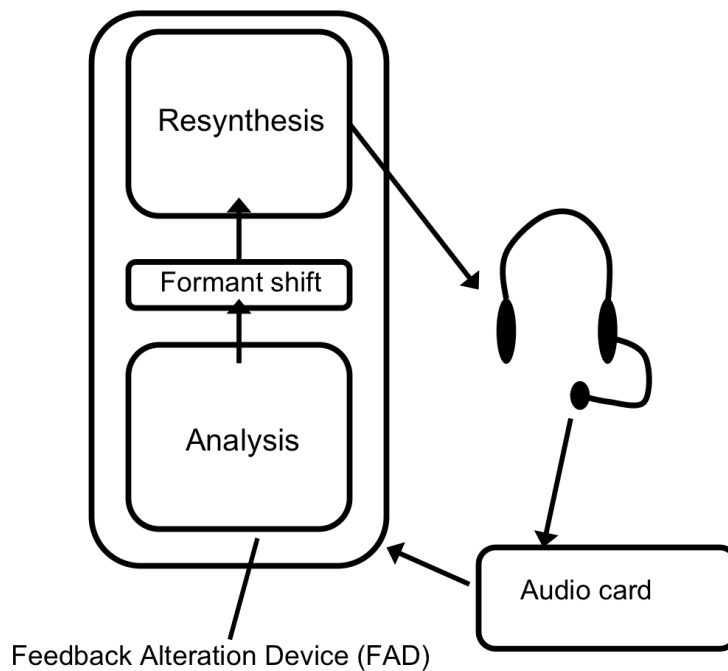 Resynthesis
Formant shift
Analysis
Audio card
Feedback Alteration Device (FAD)